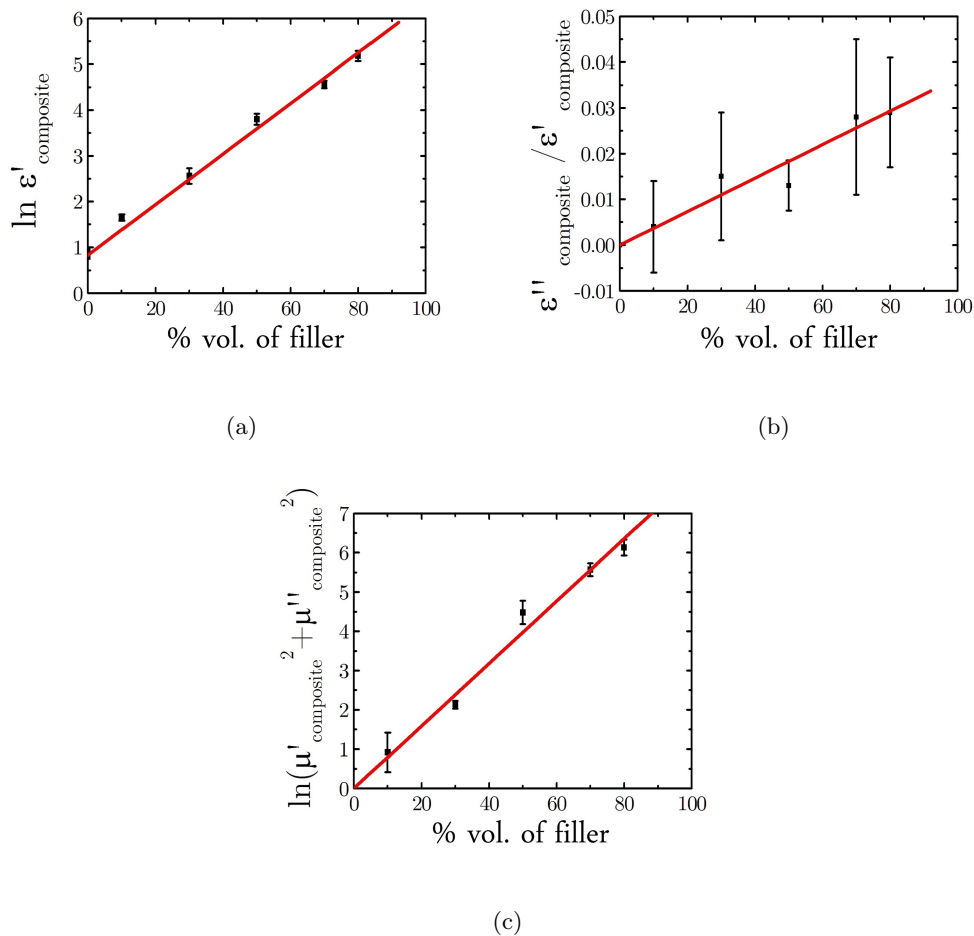 ln ε'composite
6
5
4
3
2
1
0
0 20 40 60 80 100
% vol. of filler
(a)
ε''composite/ε'composite
0.05
0.04
0.03
0.02
0.01
0.00
-0.01
0 20 40 60 80 100
% vol. of filler
(b)
ln(μ'composite²+μ''composite²)
7
6
5
4
3
2
1
0
0 20 40 60 80 100
% vol. of filler
(c)